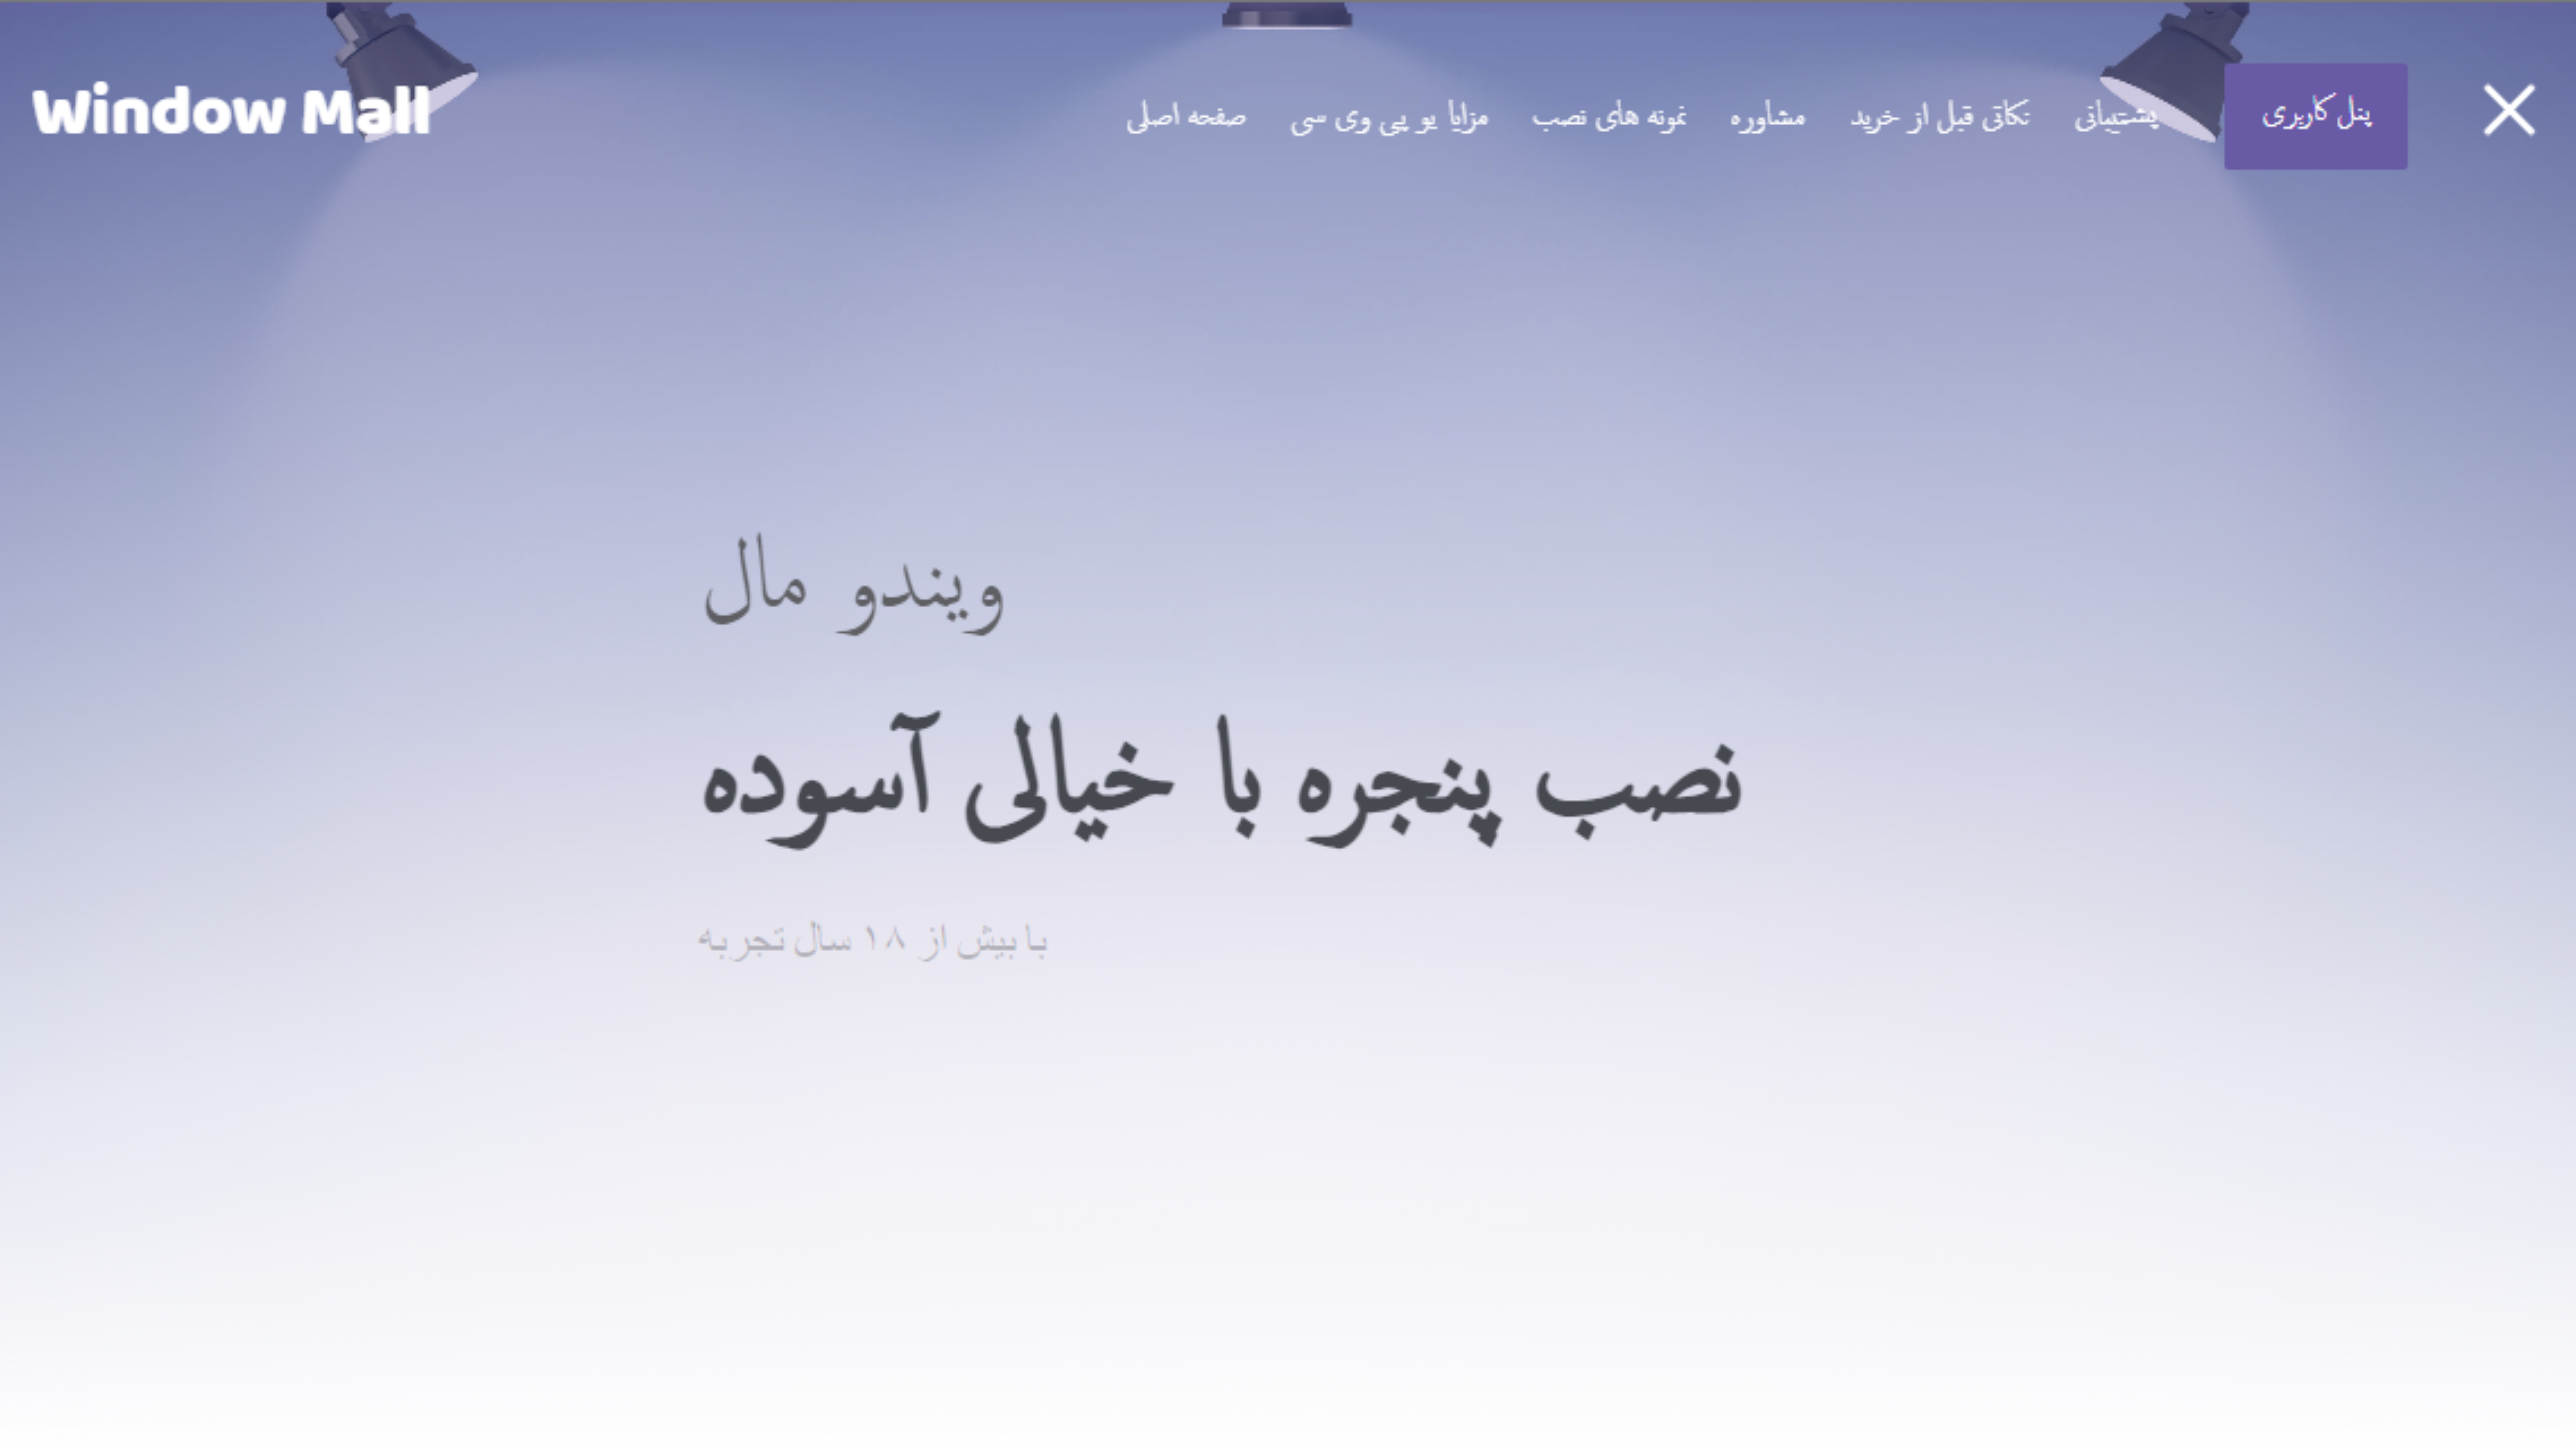 Window Mall
صفحه اصلی
مزایا یو پی وی سی
نمونه های نصب
مشاوره
نکاتی قبل از خرید
پشتیبانی
پنل کاربری
ویندو مال
نصب پنجره با خیالی آسوده
با بیش از ۱۸ سال تجربه